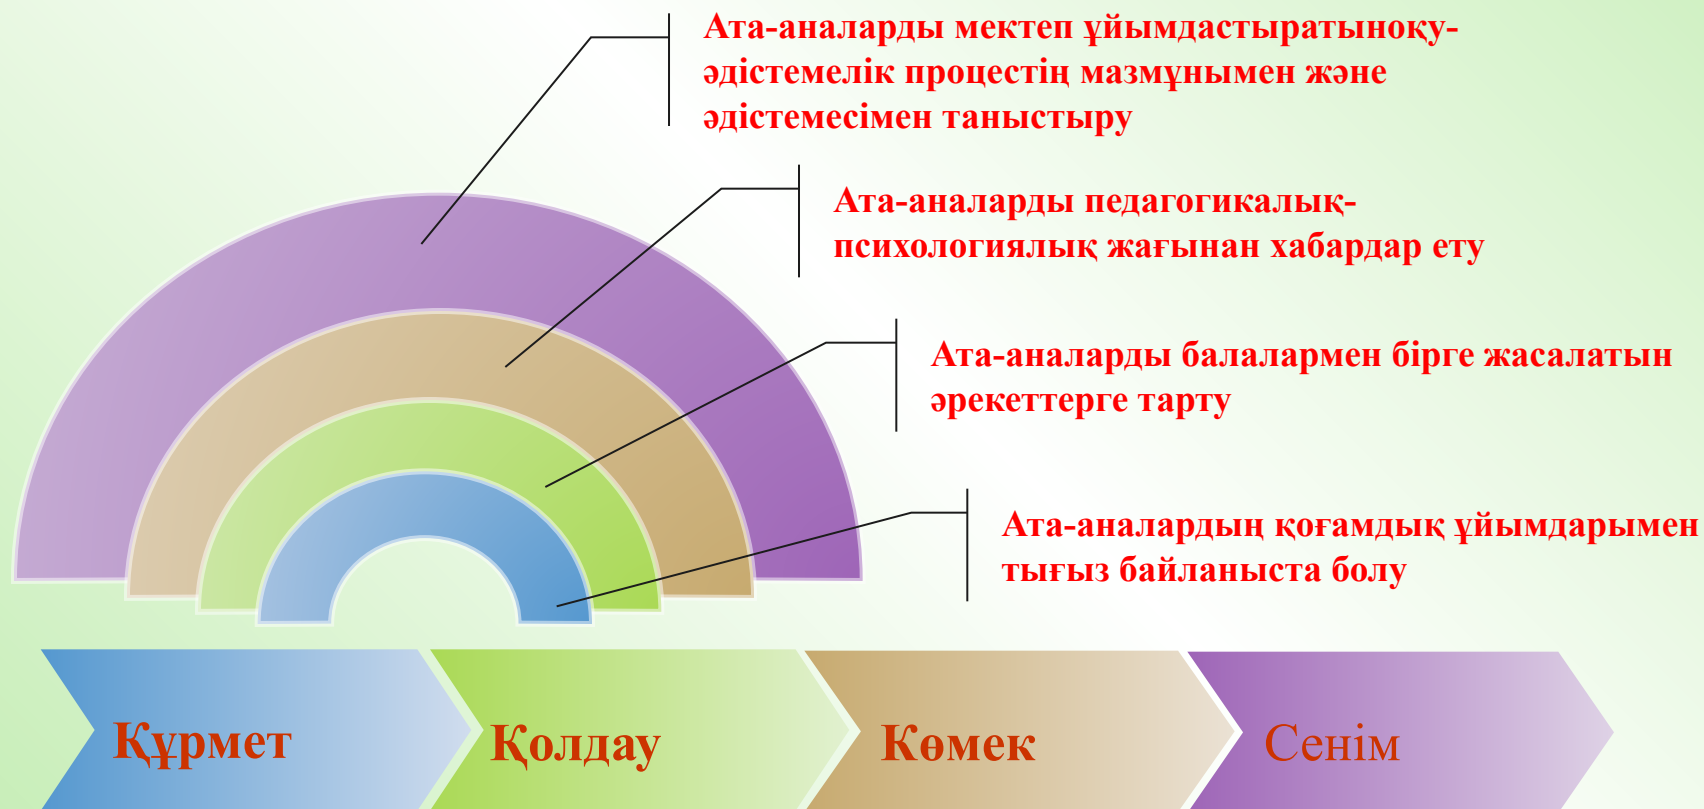 Ата-аналарды мектеп ұйымдастыратыноқу-
әдістемелік процестің мазмұнымен және
әдістемесімен таныстыру
Ата-аналарды педагогикалық-
психологиялық жағынан хабардар ету
Ата-аналарды балалармен бірге жасалатын
әрекеттерге тарту
Ата-аналардың қоғамдық ұйымдарымен
тығыз байланыста болу
Құрмет
Қолдау
Көмек
Сенім